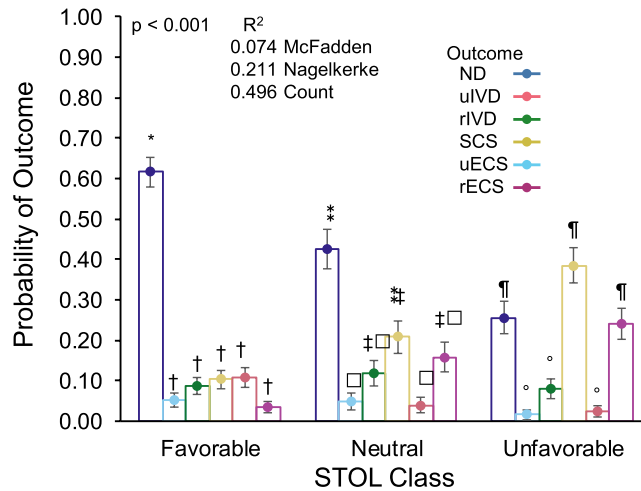 1.00
0.90
0.80
0.70
0.60
0.50
0.40
0.30
0.20
0.10
0.00
Probability of Outcome
p < 0.001
R²
0.074 McFadden
0.211 Nagelkerke
0.496 Count
Outcome
ND
uIVD
rIVD
SCS
uECS
rECS
*
† † † † †
**
□ ‡□ **‡ □ ‡□
¶ ° ° ¶ ° ¶
Favorable Neutral Unfavorable
STOL Class